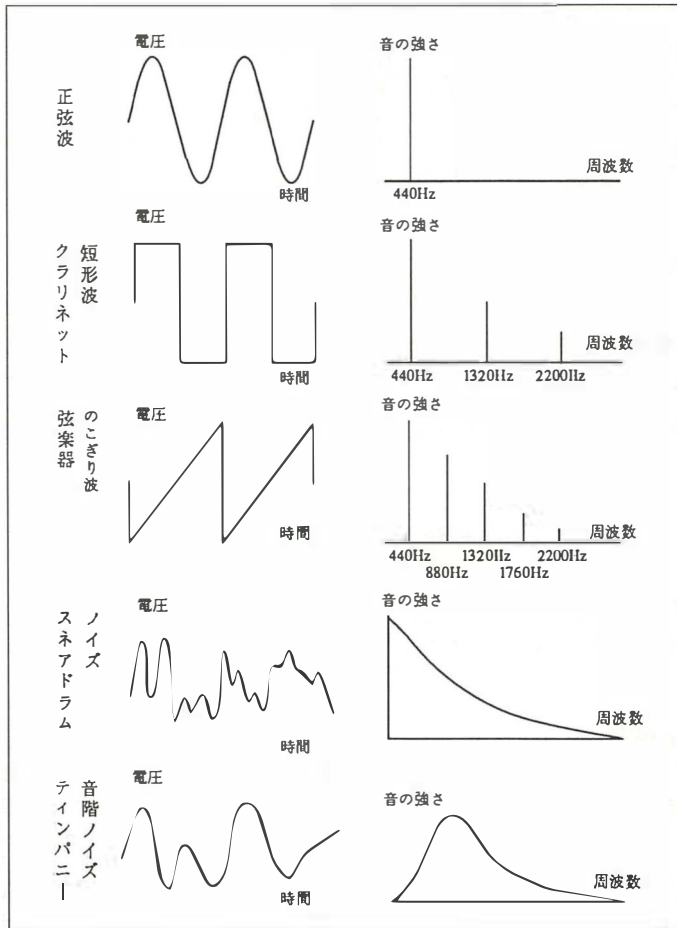 正弦波
電圧
時間
音の強さ
周波数
440Hz
短形波
クラリネット
電圧
時間
音の強さ
周波数
440Hz 1320Hz 2200Hz
のこぎり波
弦楽器
電圧
時間
音の強さ
周波数
440Hz 1320Hz 2200Hz
880Hz 1760Hz
ノイズ
スネアドラム
電圧
時間
音の強さ
周波数
音階ノイズ
ティンパニー
電圧
時間
音の強さ
周波数